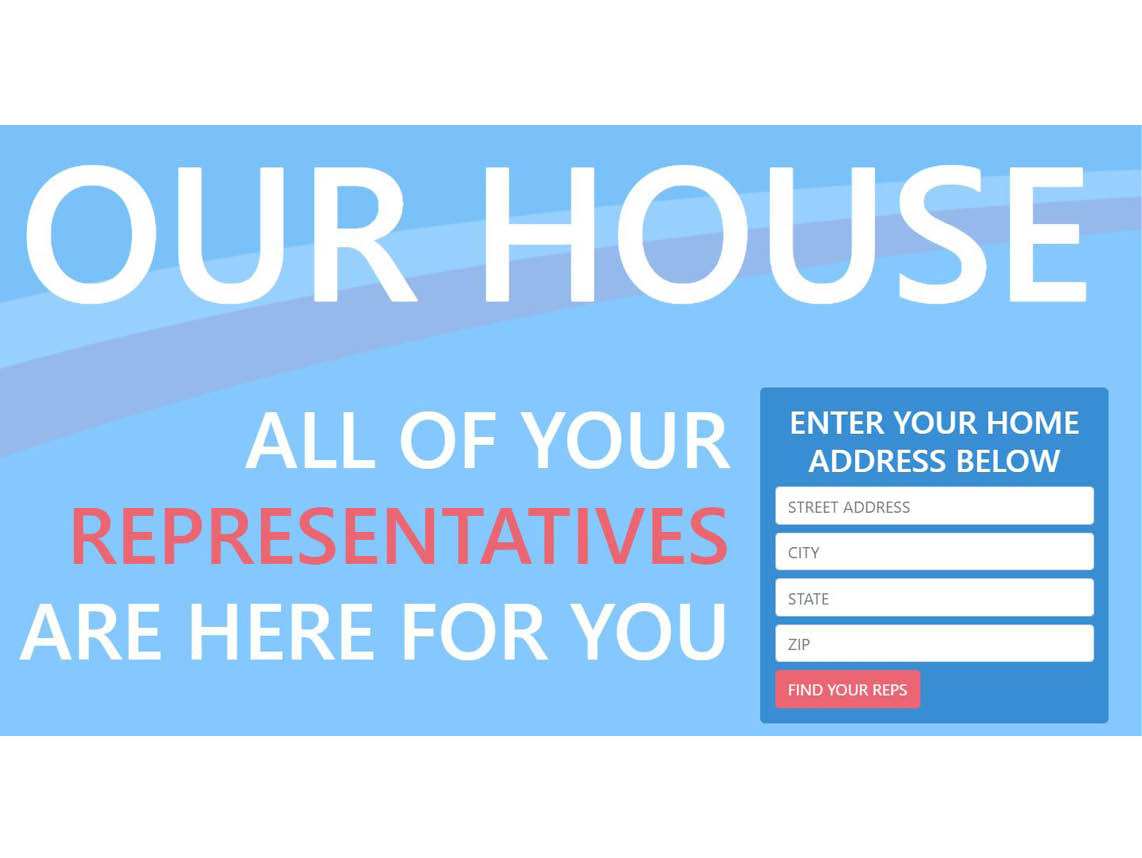 OUR HOUSE
ALL OF YOUR
REPRESENTATIVES
ARE HERE FOR YOU
ENTER YOUR HOME
ADDRESS BELOW
STREET ADDRESS
CITY
STATE
ZIP
FIND YOUR REPS